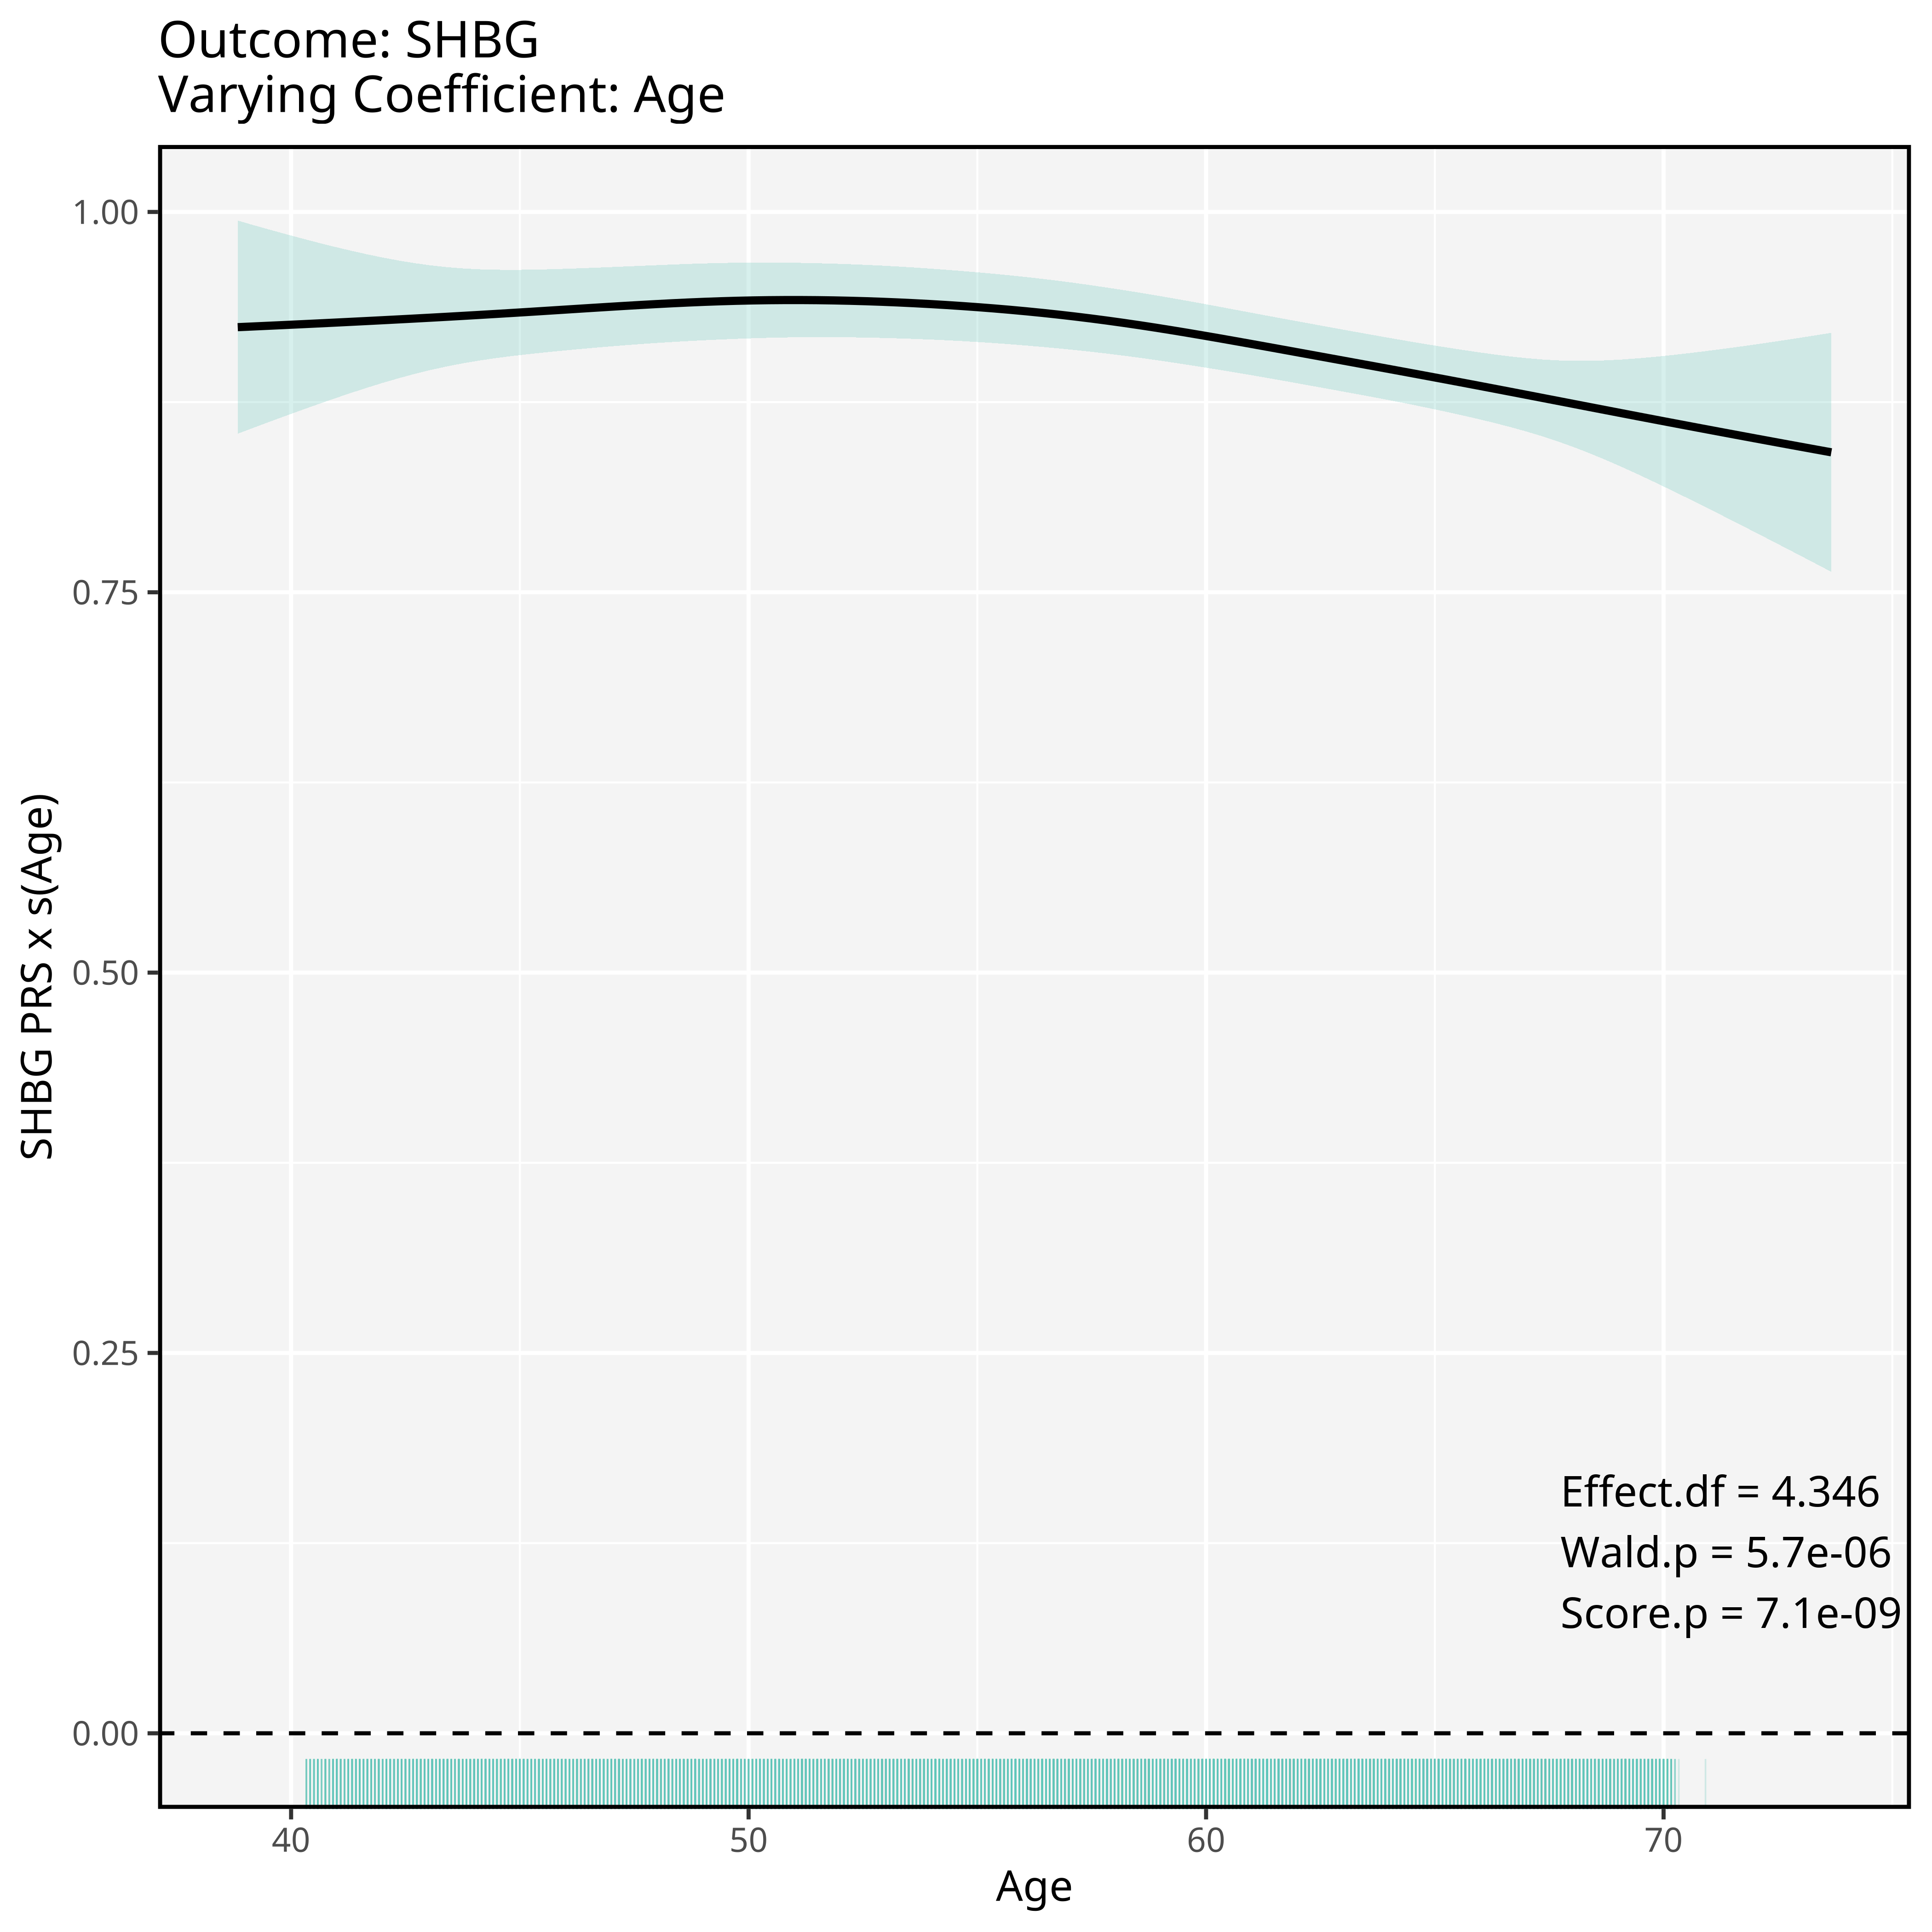 Outcome: SHBG
Varying Coefficient: Age
1.00
0.75
0.50
0.25
0.00
SHBG PRS x s(Age)
Effect.df = 4.346
Wald.p = 5.7e-06
Score.p = 7.1e-09
40 50 60 70
Age